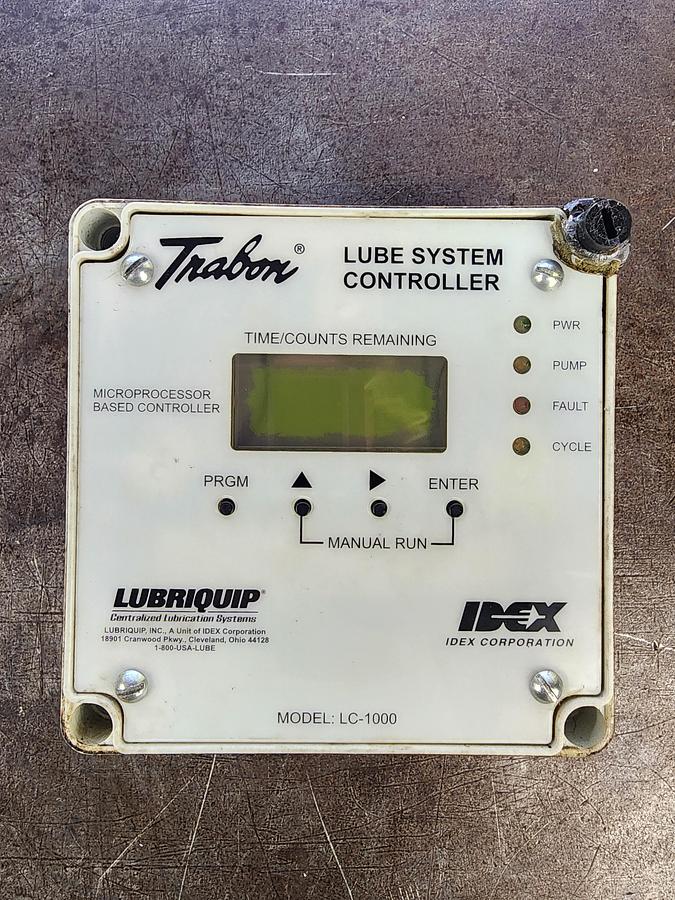 Trabon®
LUBE SYSTEM
CONTROLLER
TIME/COUNTS REMAINING
PWR
PUMP
FAULT
CYCLE
MICROPROCESSOR
BASED CONTROLLER
PRGM
ENTER
MANUAL RUN
LUBRIQUIP®
Centralized Lubrication Systems
LUBRIQUIP, INC., A Unit of IDEX Corporation
18901 Cranwood Pkwy., Cleveland, Ohio 44128
1-800-USA-LUBE
IDEX
IDEX CORPORATION
MODEL: LC-1000